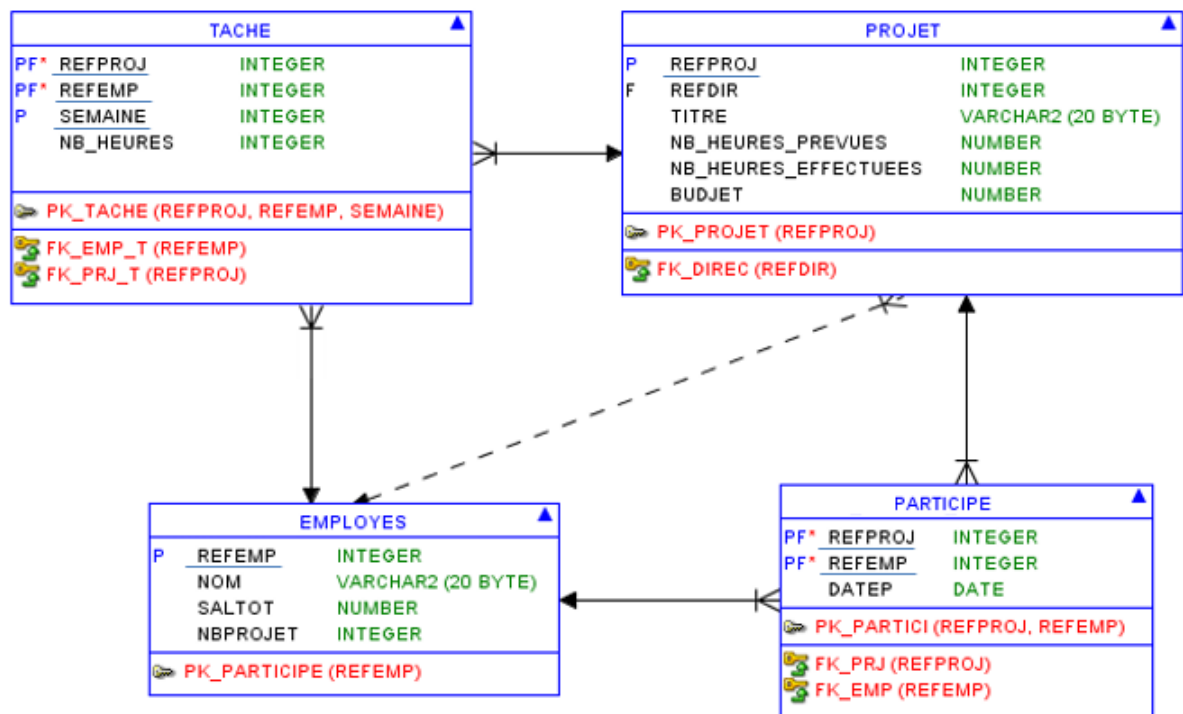 TACHE
PF* REFPROJ INTEGER
PF* REFEMP INTEGER
P SEMAINE INTEGER
NB_HEURES INTEGER
PK_TACHE (REFPROJ, REFEMP, SEMAINE)
FK_EMP_T (REFEMP)
FK_PRJ_T (REFPROJ)
PROJET
P REFPROJ INTEGER
F REFDIR INTEGER
TITRE VARCHAR2 (20 BYTE)
NB_HEURES_PREVUES NUMBER
NB_HEURES_EFFECTUEES NUMBER
BUDJET NUMBER
PK_PROJET (REFPROJ)
FK_DIREC (REFDIR)
EMPLOYES
P REFEMP INTEGER
NOM VARCHAR2 (20 BYTE)
SALTOT NUMBER
NBPROJET INTEGER
PK_PARTICIPE (REFEMP)
PARTICIPE
PF* REFPROJ INTEGER
PF* REFEMP INTEGER
DATEP DATE
PK_PARTICI (REFPROJ, REFEMP)
FK_PRJ (REFPROJ)
FK_EMP (REFEMP)